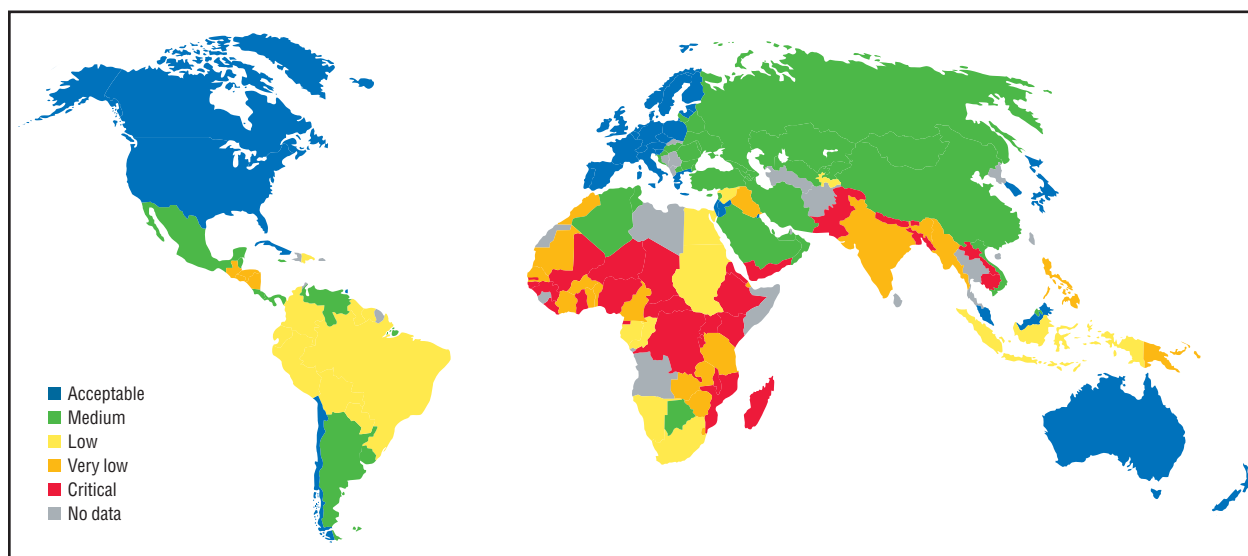 Acceptable
Medium
Low
Very low
Critical
No data